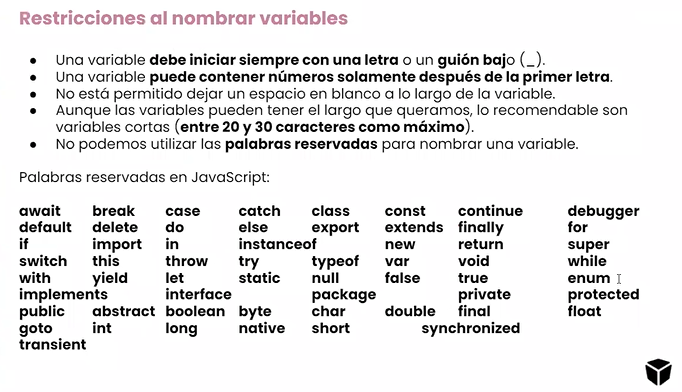 Restricciones al nombrar variables
● Una variable debe iniciar siempre con una letra o un guión bajo (_).
● Una variable puede contener números solamente después de la primer letra.
● No está permitido dejar un espacio en blanco a lo largo de la variable.
● Aunque las variables pueden tener el largo que queramos, lo recomendable son
variables cortas (entre 20 y 30 caracteres como máximo).
● No podemos utilizar las palabras reservadas para nombrar una variable.
Palabras reservadas en JavaScript:
await break case catch class const continue debugger
default delete do else export extends finally for
if import in instanceof new return super
switch this throw try typeof var void while
with yield let static null false true enum
implements interface package private protected
public abstract boolean byte char double final float
goto int long native short synchronized
transient